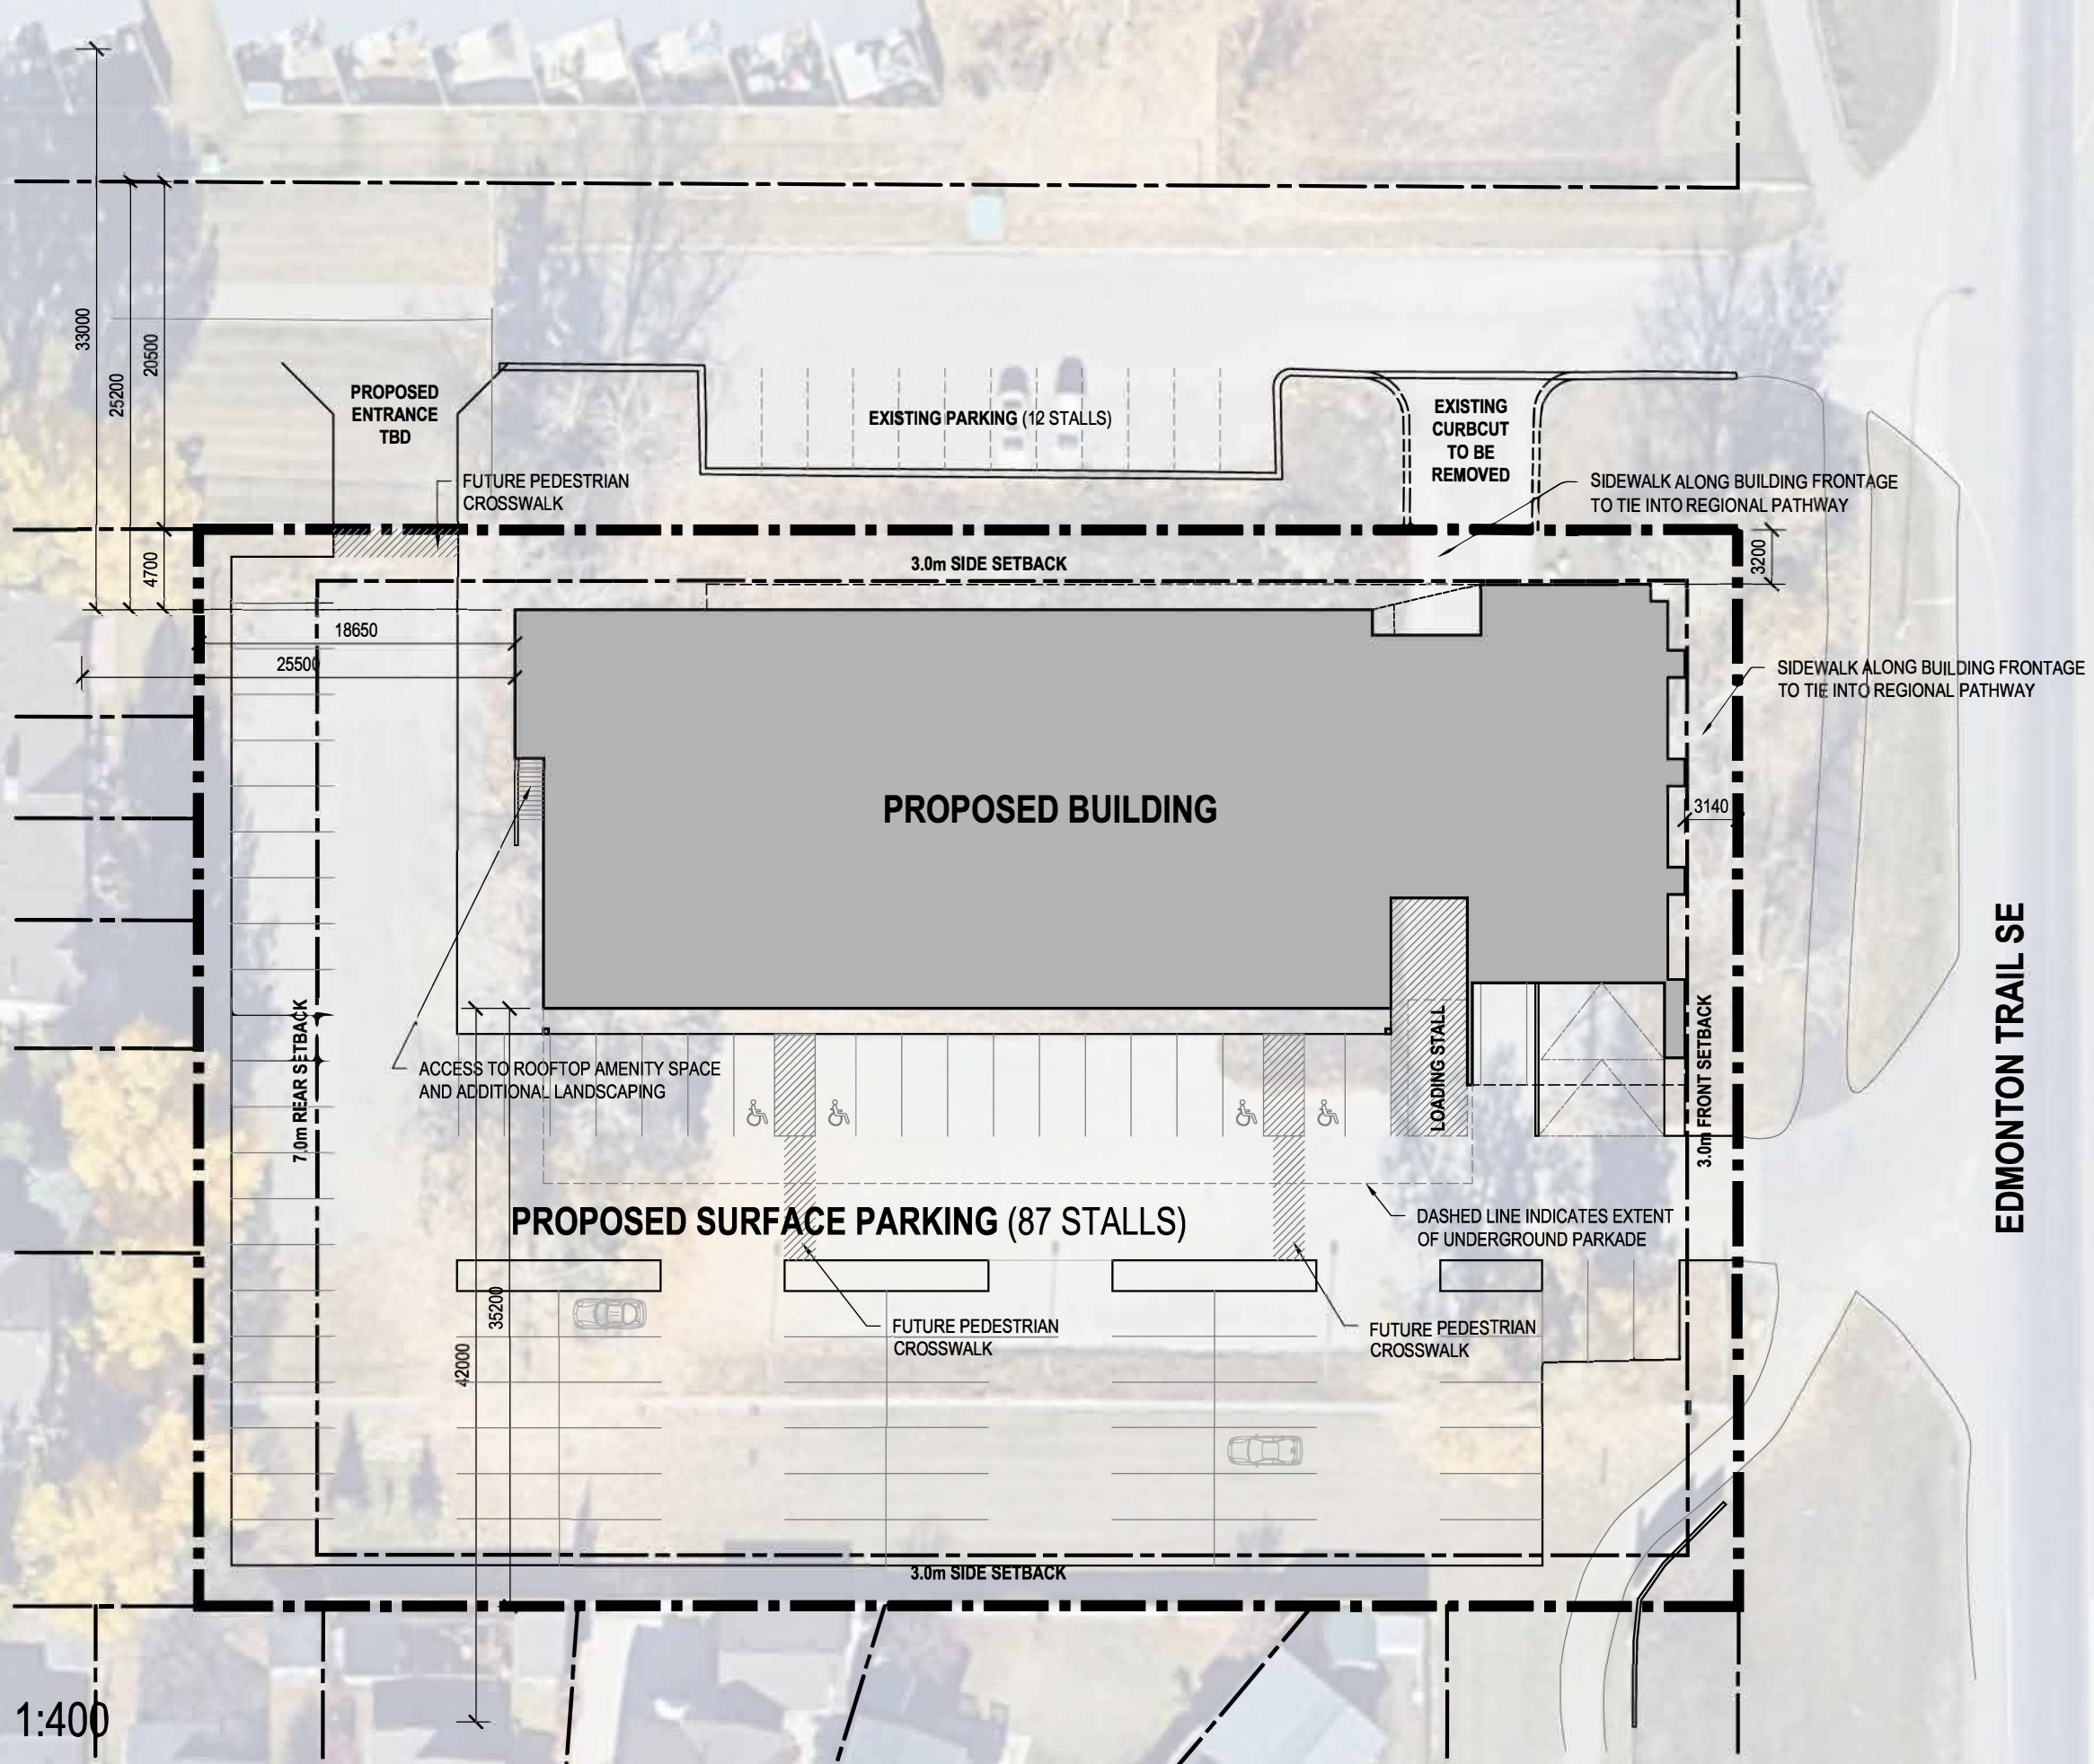 33000
25200
20500
4700
PROPOSED
ENTRANCE
TBD
EXISTING PARKING (12 STALLS)
EXISTING
CURBCUT
TO BE
REMOVED
FUTURE PEDESTRIAN
CROSSWALK
SIDEWALK ALONG BUILDING FRONTAGE
TO TIE INTO REGIONAL PATHWAY
3.0m SIDE SETBACK
3200
18650
25500
SIDEWALK ALONG BUILDING FRONTAGE
TO TIE INTO REGIONAL PATHWAY
PROPOSED BUILDING
3140
EDMONTON TRAIL SE
7.0m REAR SETBACK
ACCESS TO ROOFTOP AMENITY SPACE
AND ADDITIONAL LANDSCAPING
LOADING STALL
3.0m FRONT SETBACK
PROPOSED SURFACE PARKING (87 STALLS)
DASHED LINE INDICATES EXTENT
OF UNDERGROUND PARKADE
35200
42000
FUTURE PEDESTRIAN
CROSSWALK
FUTURE PEDESTRIAN
CROSSWALK
3.0m SIDE SETBACK
1:400